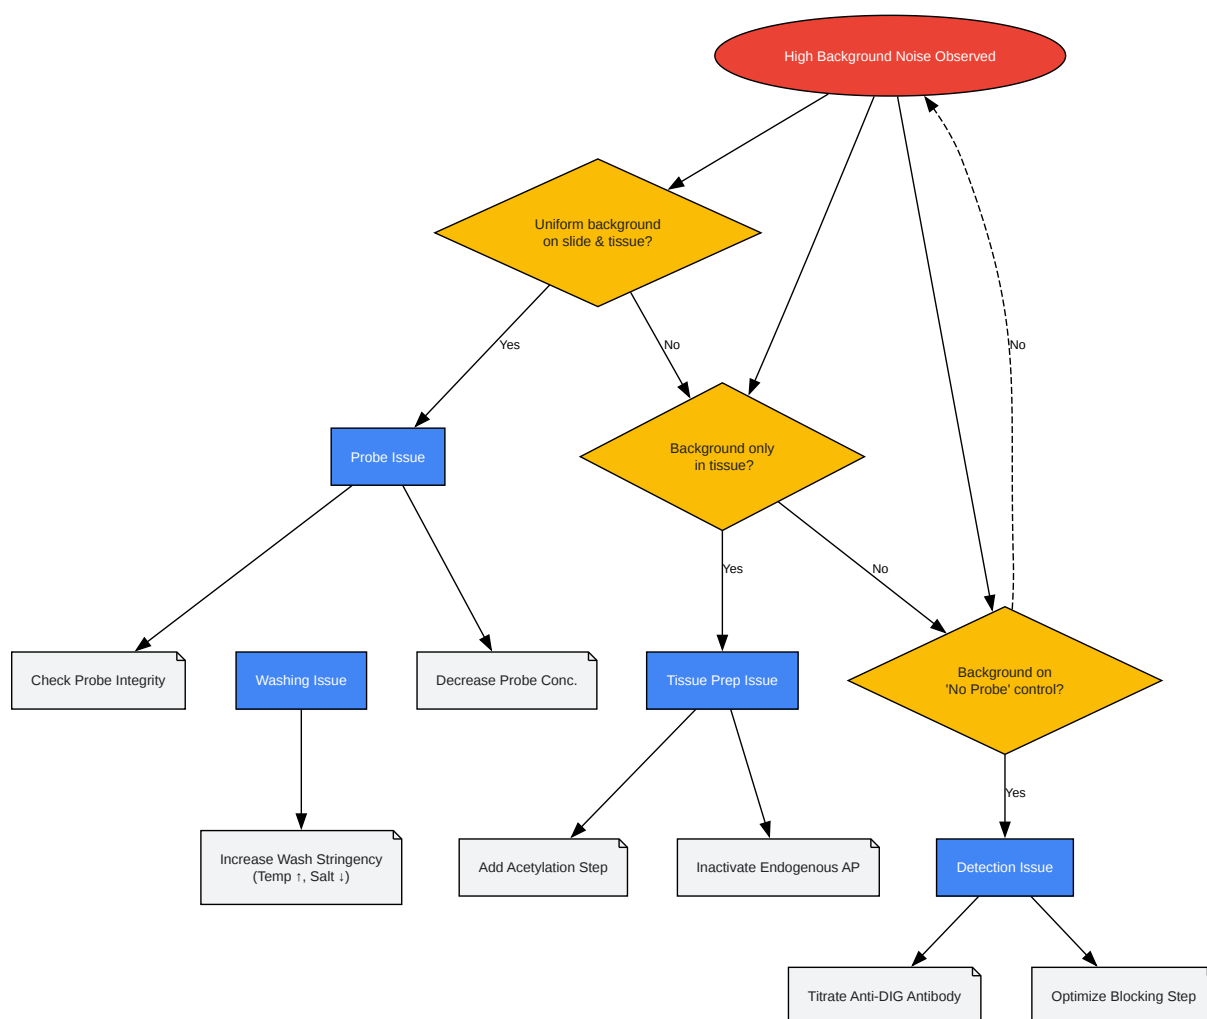 High Background Noise Observed
Uniform background
on slide & tissue?
Yes
No
No
Background only
in tissue?
Probe Issue
Yes
No
Check Probe Integrity
Washing Issue
Decrease Probe Conc.
Tissue Prep Issue
Background on
'No Probe' control?
Yes
Increase Wash Stringency
(Temp ↑, Salt ↓)
Add Acetylation Step
Inactivate Endogenous AP
Detection Issue
Titrate Anti-DIG Antibody
Optimize Blocking Step